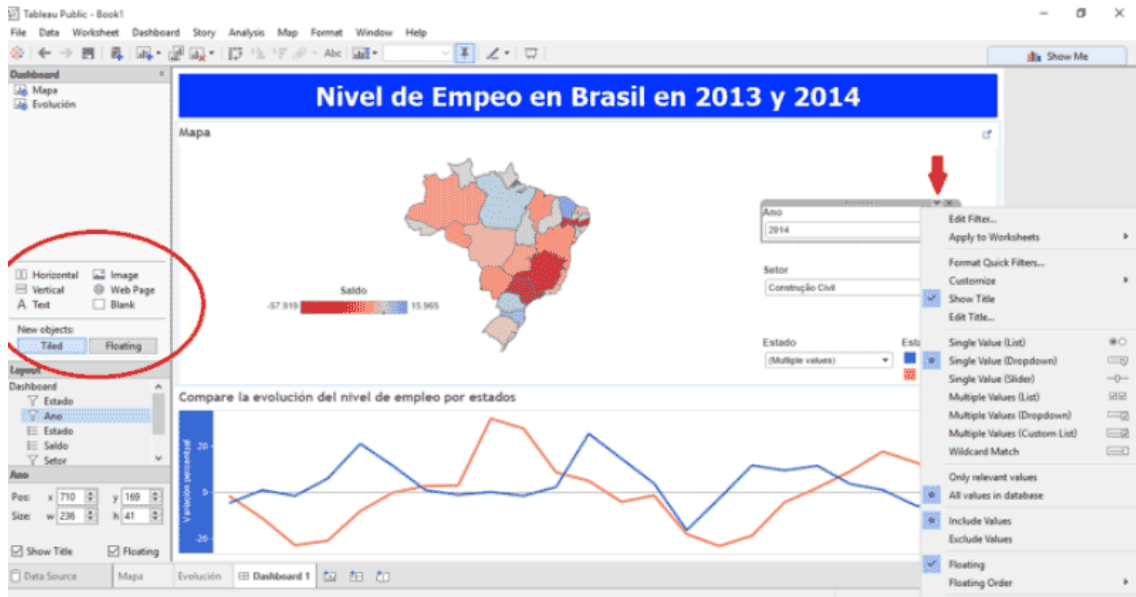 Tableau Public - Book1
File Data Worksheet Dashboard Story Analysis Map Format Window Help
Abc
Show Me
Dashboard
Mapa
Evolución
Horizontal Image
Vertical Web Page
A Text Blank
New objects:
Tiled Floating
Layout
Dashboard
Estado
Ano
Estado
Saldo
Setor
Ano
Pos: x 710 y 169
Size: w 236 h 41
Show Title Floating
Nivel de Empeo en Brasil en 2013 y 2014
Mapa
Saldo
-57.919 15.965
Ano
2014
Setor
Construção Civil
Estado Esta
(Multiple values)
Edit Filter...
Apply to Worksheets
Format Quick Filters...
Customize
Show Title
Edit Title...
Single Value (List)
Single Value (Dropdown)
Single Value (Slider)
Multiple Values (List)
Multiple Values (Dropdown)
Multiple Values (Custom List)
Wildcard Match
Only relevant values
All values in database
Include Values
Exclude Values
Floating
Floating Order
Compare la evolución del nivel de empleo por estados
Variación percentual
20
0
-20
Data Source Mapa Evolución Dashboard 1